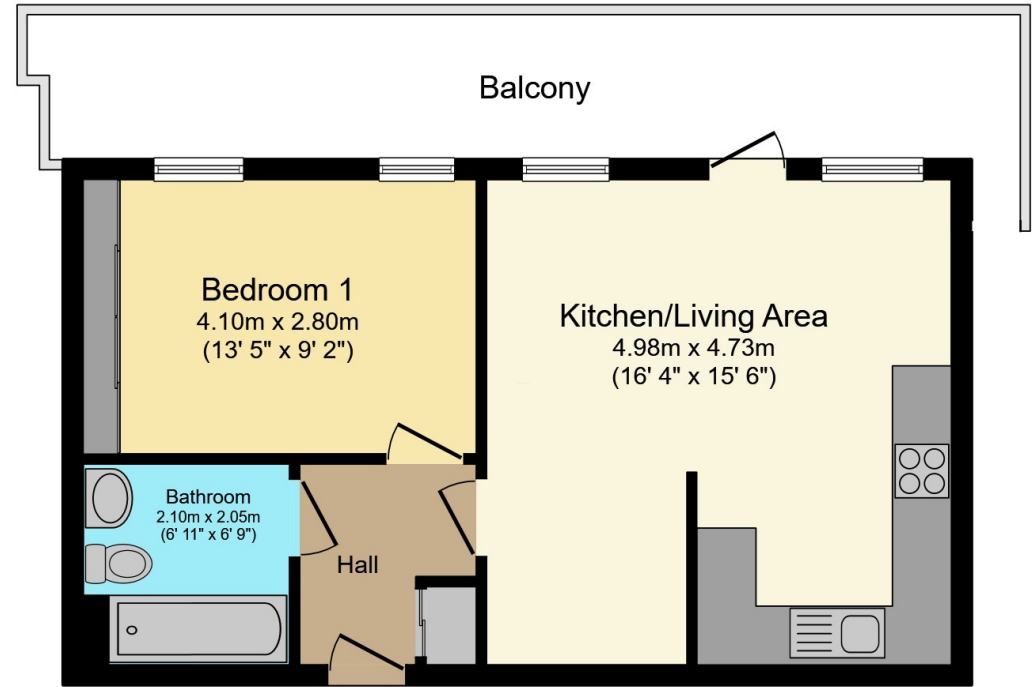 Balcony
Bedroom 1
4.10m x 2.80m
(13' 5" x 9' 2")
Kitchen/Living Area
4.98m x 4.73m
(16' 4" x 15' 6")
Bathroom
2.10m x 2.05m
(6' 11" x 6' 9")
Hall